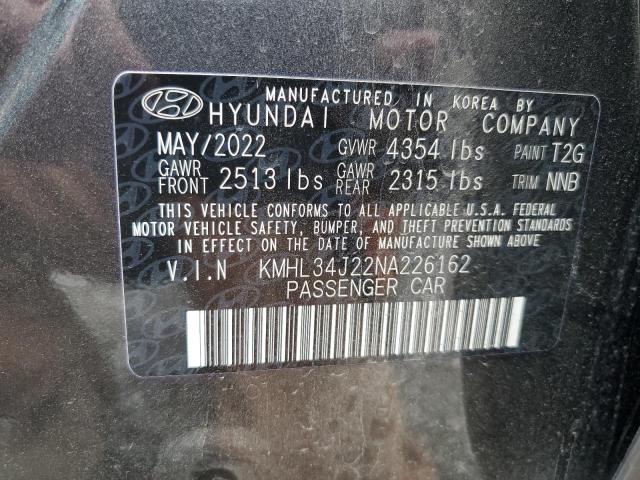 MANUFACTURED IN KOREA BY
HYUNDAI MOTOR COMPANY
MAY/2022 GVWR 4354 lbs PAINT T2G
GAWR FRONT 2513 lbs GAWR REAR 2315 lbs TRIM NNB
THIS VEHICLE CONFORMS TO ALL APPLICABLE U.S.A. FEDERAL
MOTOR VEHICLE SAFETY, BUMPER, AND THEFT PREVENTION STANDARDS
IN EFFECT ON THE DATE OF MANUFACTURE SHOWN ABOVE
V.I.N KMHL34J22NA226162
PASSENGER CAR